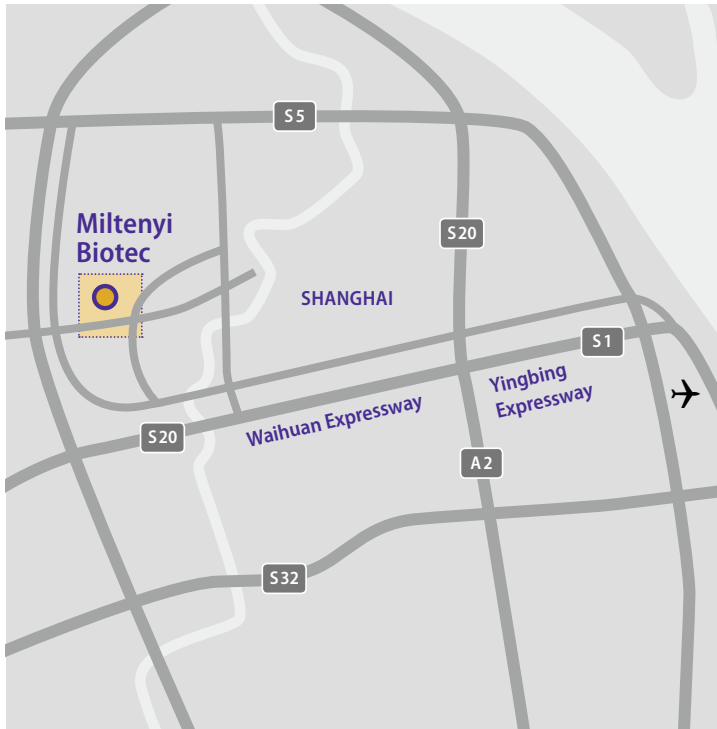 S5
Miltenyi
Biotec
S20
SHANGHAI
S1
Yingbing
Expressway
Waihuan Expressway
S20
A2
S32